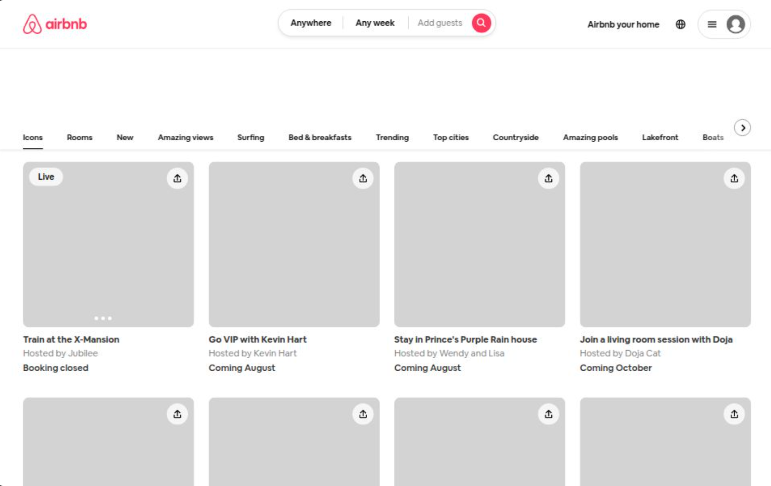 airbnb
Anywhere Any week Add guests
Airbnb your home
Icons Rooms New Amazing views Surfing Bed & breakfasts Trending Top cities Countryside Amazing pools Lakefront Boats
Live
Train at the X-Mansion
Hosted by Jubilee
Booking closed
Go VIP with Kevin Hart
Hosted by Kevin Hart
Coming August
Stay in Prince's Purple Rain house
Hosted by Wendy and Lisa
Coming August
Join a living room session with Doja
Hosted by Doja Cat
Coming October